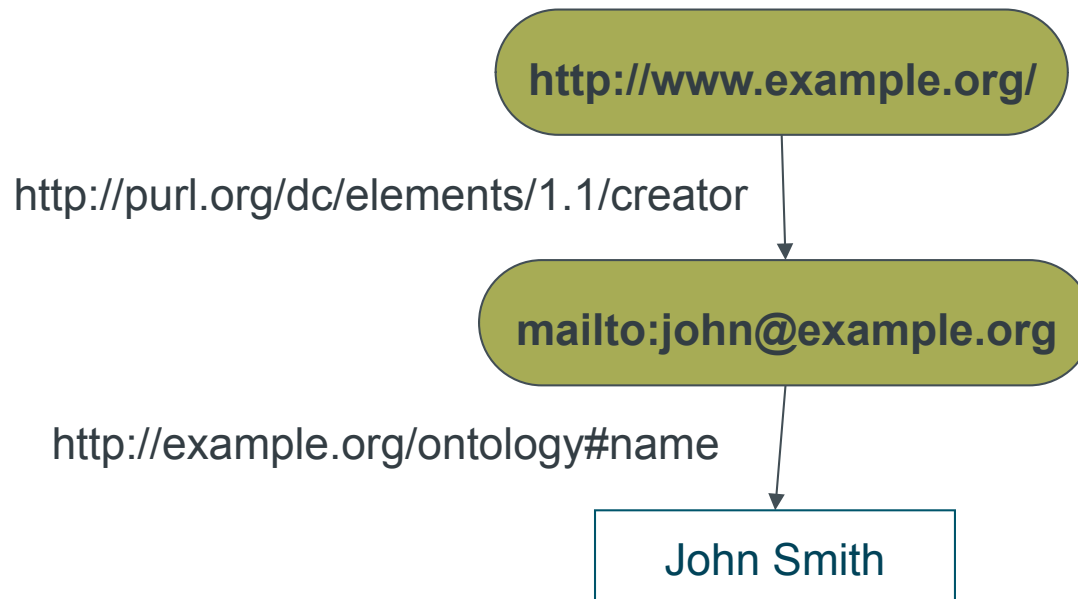 http://www.example.org/
http://purl.org/dc/elements/1.1/creator
mailto:john@example.org
http://example.org/ontology#name
John Smith